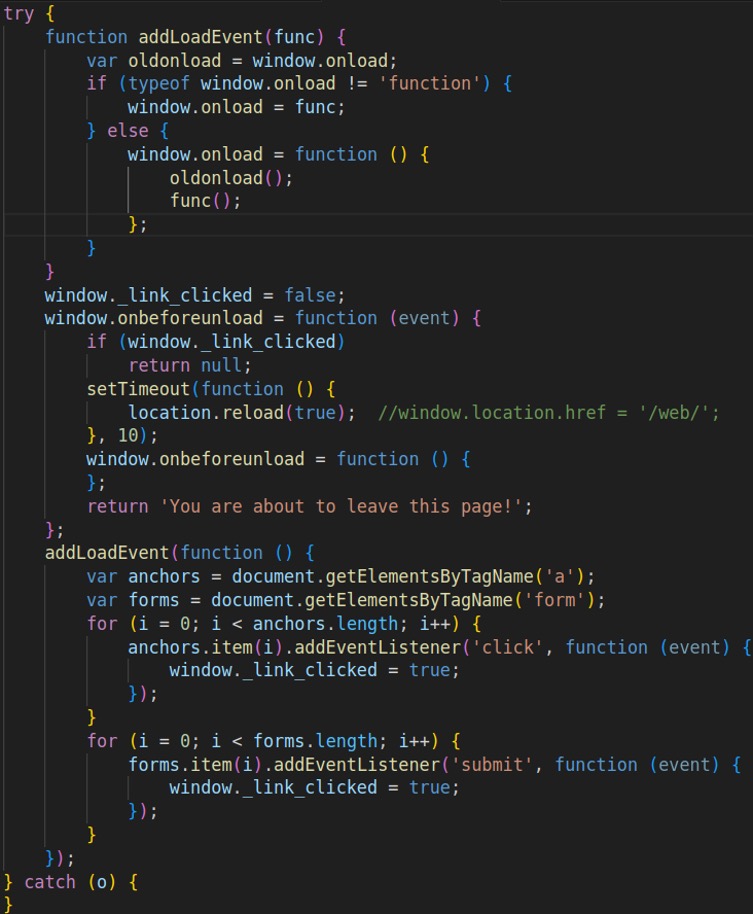 try {
    function addLoadEvent(func) {
        var oldonload = window.onload;
        if (typeof window.onload != 'function') {
            window.onload = func;
        } else {
            window.onload = function () {
                oldonload();
                func();
            };
        }
    }
    window._link_clicked = false;
    window.onbeforeunload = function (event) {
        if (window._link_clicked)
            return null;
        setTimeout(function () {
            location.reload(true);  //window.location.href = '/web/';
        }, 10);
        window.onbeforeunload = function () {
        };
        return 'You are about to leave this page!';
    };
    addLoadEvent(function () {
        var anchors = document.getElementsByTagName('a');
        var forms = document.getElementsByTagName('form');
        for (i = 0; i < anchors.length; i++) {
            anchors.item(i).addEventListener('click', function (event) {
                window._link_clicked = true;
            });
        }
        for (i = 0; i < forms.length; i++) {
            forms.item(i).addEventListener('submit', function (event) {
                window._link_clicked = true;
            });
        }
    });
} catch (o) {
}